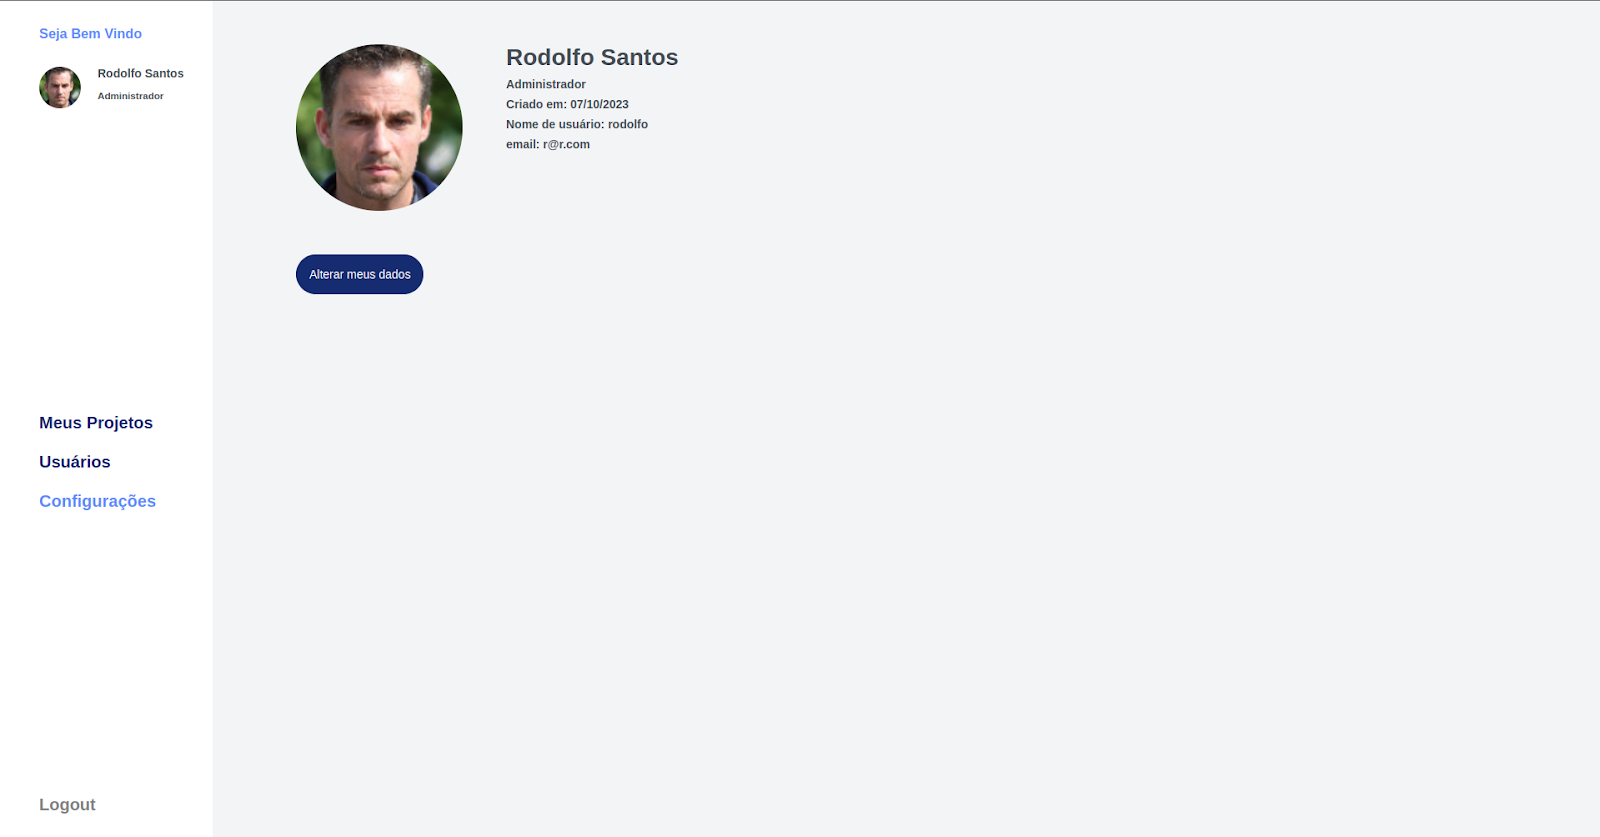 Seja Bem Vindo
Rodolfo Santos
Administrador
Meus Projetos
Usuários
Configurações
Logout
Rodolfo Santos
Administrador
Criado em: 07/10/2023
Nome de usuário: rodolfo
email: r@r.com
Alterar meus dados